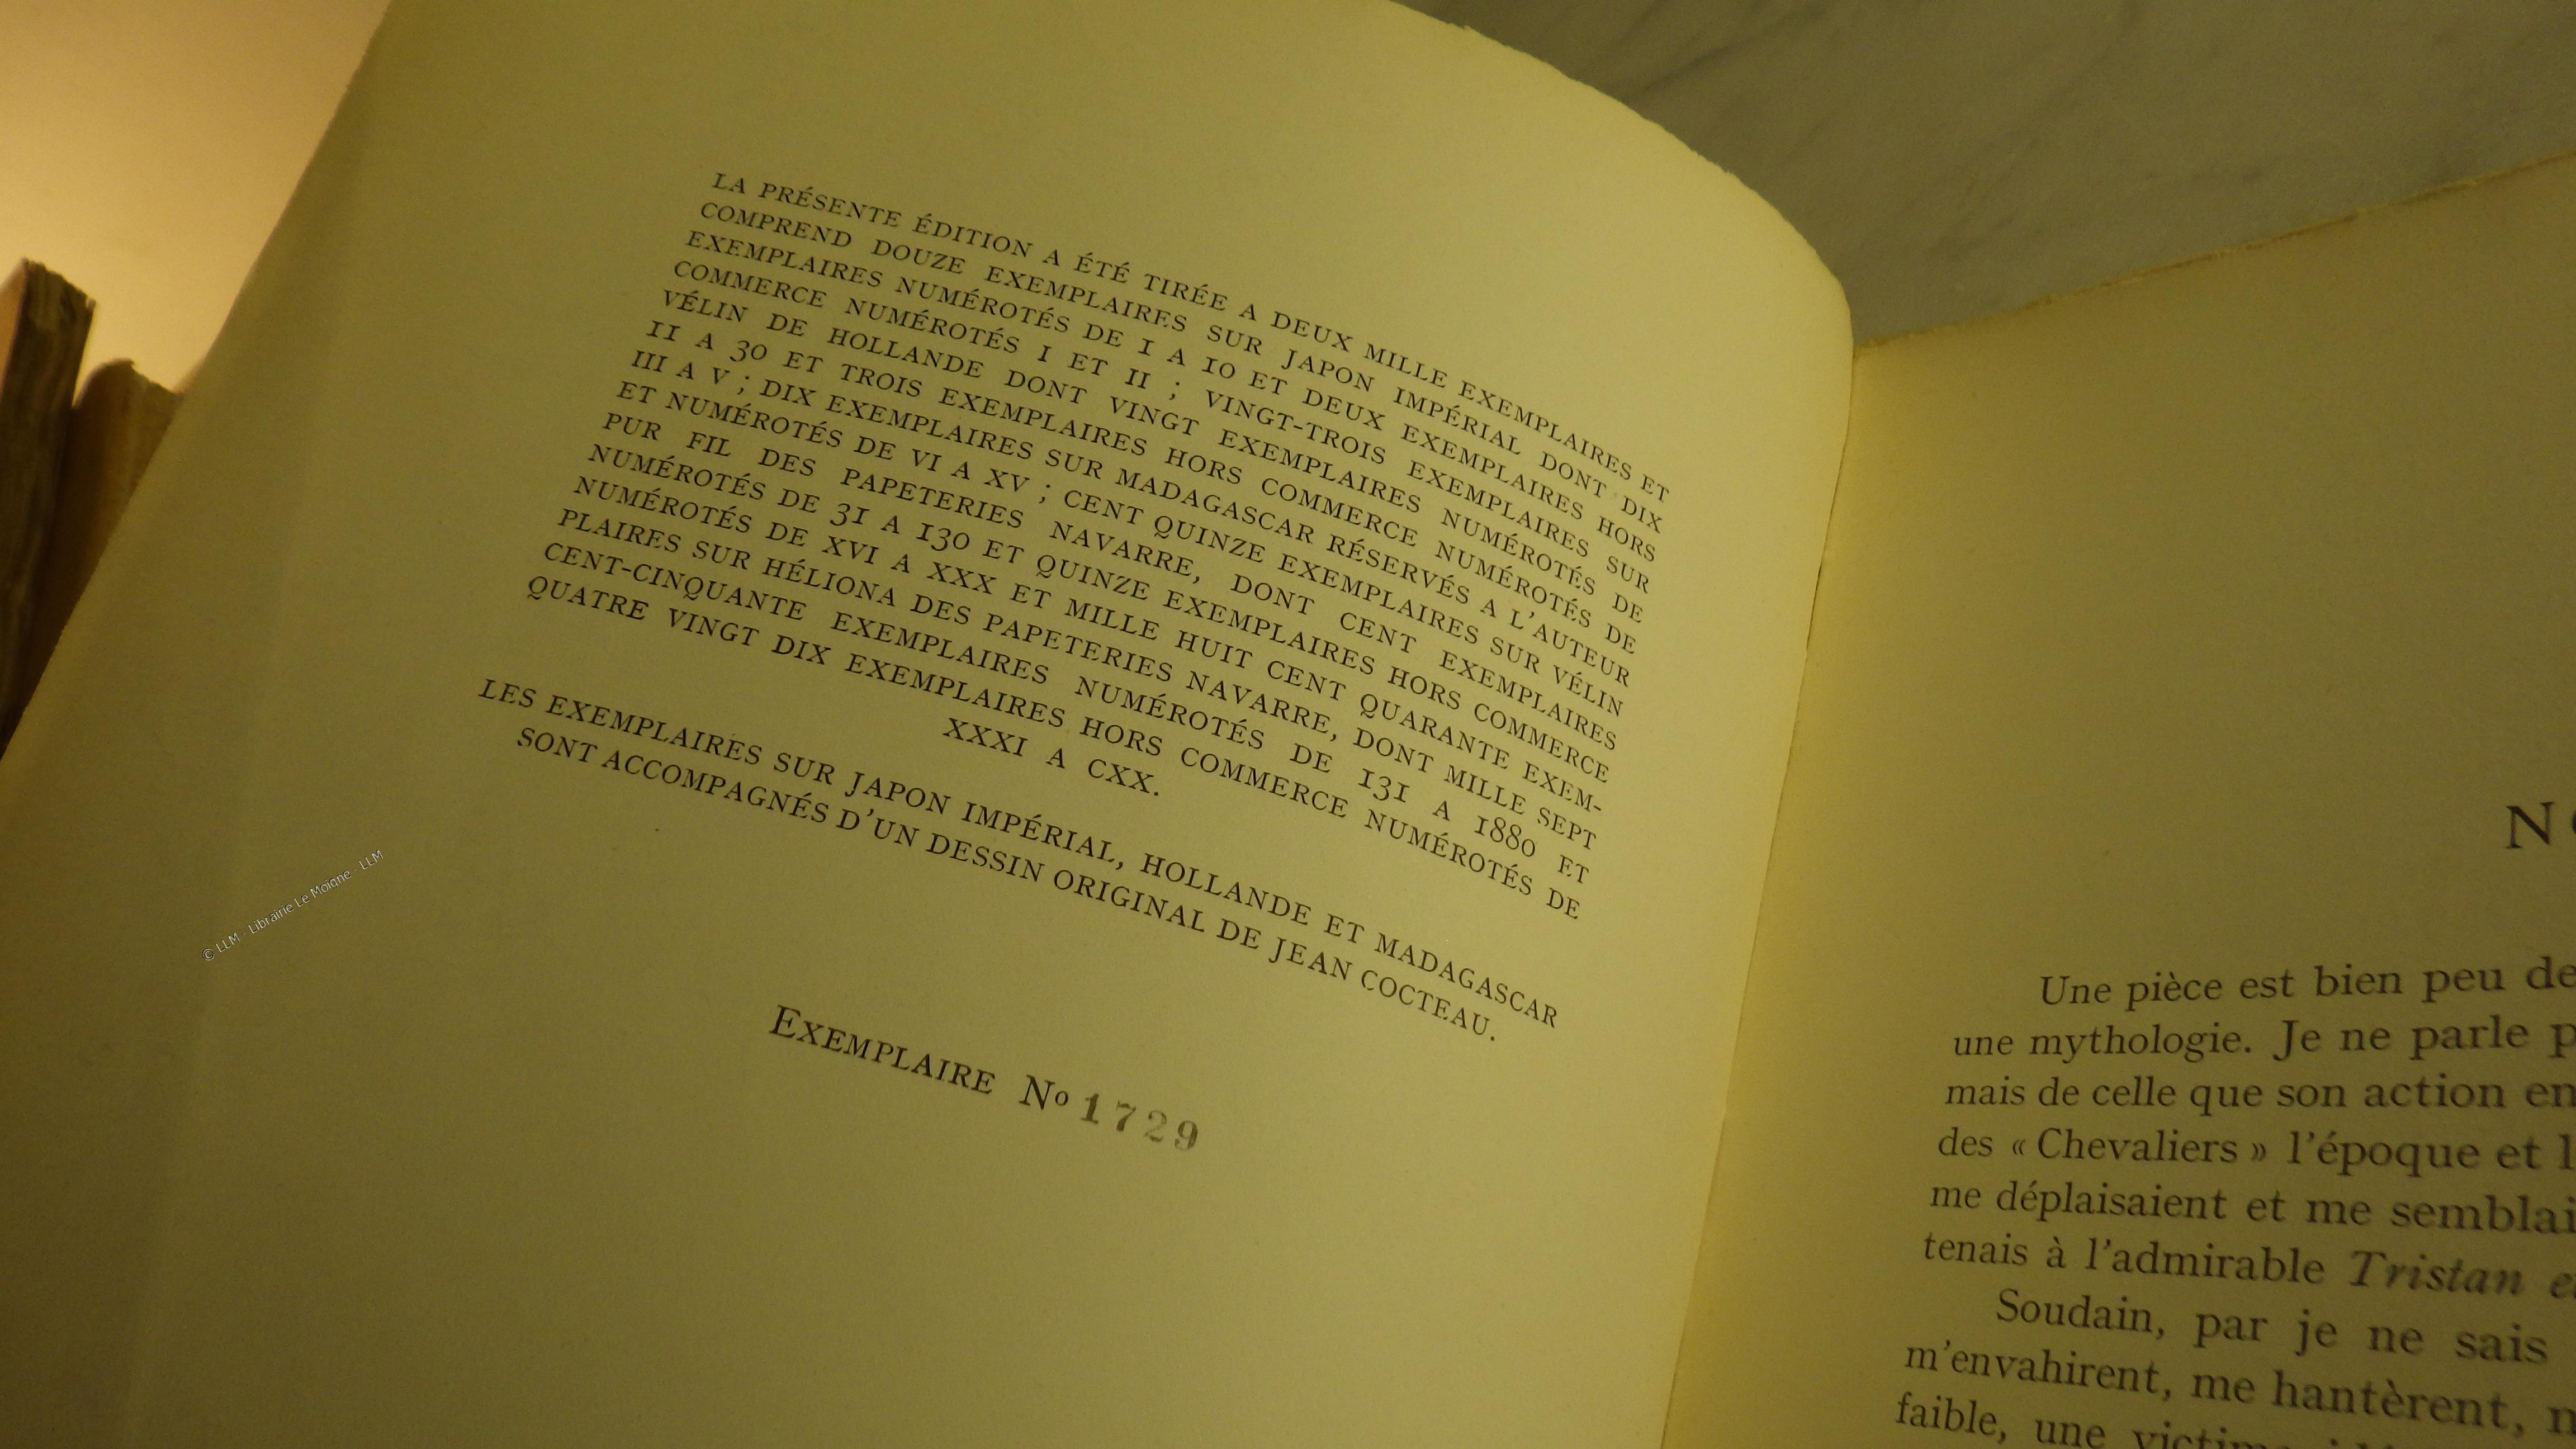 LA PRÉSENTE ÉDITION A ÉTÉ TIRÉE A DEUX MILLE EXEMPLAIRES ET
COMPREND DOUZE EXEMPLAIRES SUR JAPON IMPÉRIAL DONT DIX
EXEMPLAIRES NUMÉROTÉS DE 1 A 10 ET DEUX EXEMPLAIRES HORS
COMMERCE NUMÉROTÉS I ET II ; VINGT-TROIS EXEMPLAIRES SUR
VÉLIN DE HOLLANDE DONT VINGT EXEMPLAIRES NUMÉROTÉS DE
11 A 30 ET TROIS EXEMPLAIRES HORS COMMERCE NUMÉROTÉS DE
III A V ; DIX EXEMPLAIRES SUR MADAGASCAR RÉSERVÉS A L'AUTEUR
ET NUMÉROTÉS DE VI A XV ; CENT QUINZE EXEMPLAIRES SUR VÉLIN
PUR FIL DES PAPETERIES NAVARRE, DONT CENT EXEMPLAIRES
NUMÉROTÉS DE 31 A 130 ET QUINZE EXEMPLAIRES HORS COMMERCE
NUMÉROTÉS DE XVI A XXX ET MILLE HUIT CENT QUARANTE EXEM-
PLAIRES SUR HÉLIONA DES PAPETERIES NAVARRE, DONT MILLE SEPT
CENT-CINQUANTE EXEMPLAIRES NUMÉROTÉS DE 131 A 1880 ET
QUATRE VINGT DIX EXEMPLAIRES HORS COMMERCE NUMÉROTÉS DE
XXXI A CXX.
LES EXEMPLAIRES SUR JAPON IMPÉRIAL, HOLLANDE ET MADAGASCAR
SONT ACCOMPAGNÉS D'UN DESSIN ORIGINAL DE JEAN COCTEAU.
EXEMPLAIRE No 1729
© LLM - Librairie Le Moigne - LLM
Une pièce est bien peu de
une mythologie. Je ne parle
mais de celle que son action
des « Chevaliers » l'époque et
me déplaisaient et me
tenais à l'admirable Tristan
Soudain, par je ne sais
m'envahirent, me hantèrent,
faible, une